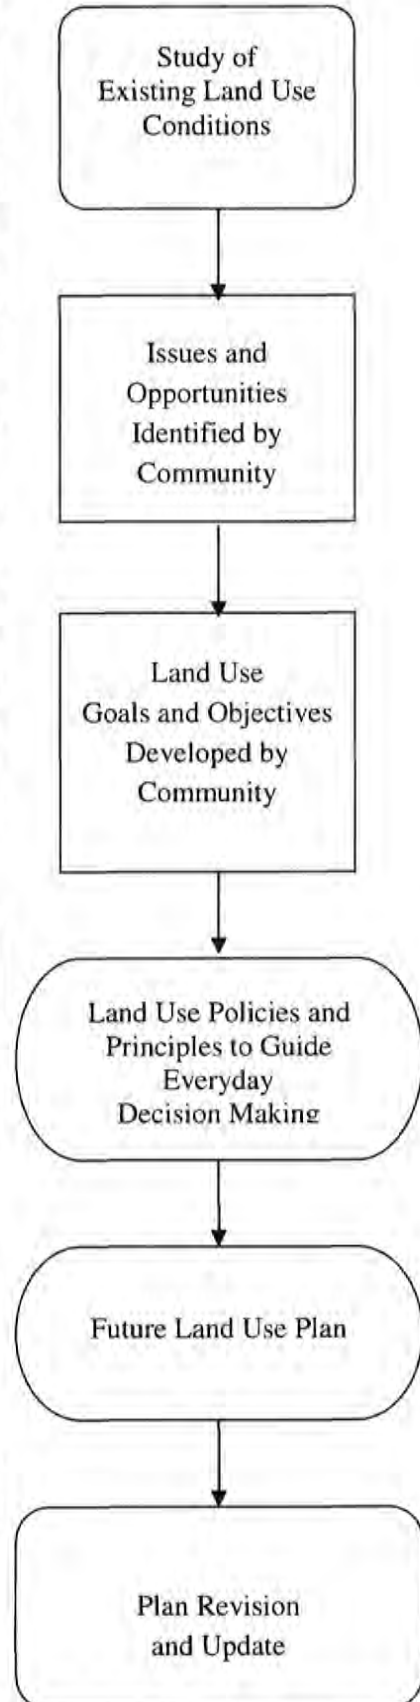 Study of
Existing Land Use
Conditions
Issues and
Opportunities
Identified by
Community
Land Use
Goals and Objectives
Developed by
Community
Land Use Policies and
Principles to Guide
Everyday
Decision Making
Future Land Use Plan
Plan Revision
and Update